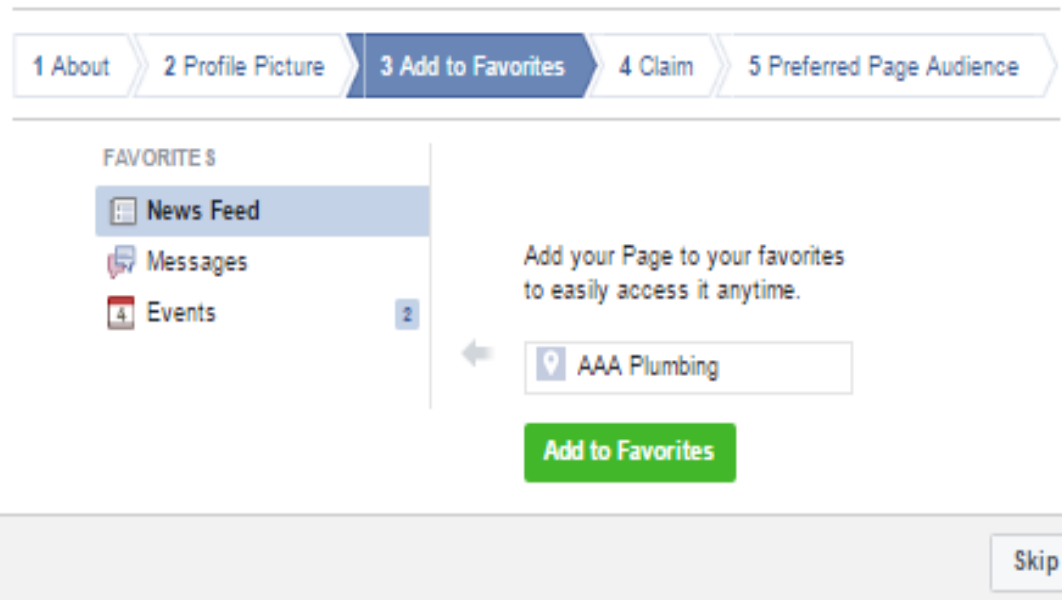 1 About 2 Profile Picture 3 Add to Favorites 4 Claim 5 Preferred Page Audience
FAVORITES
News Feed
Messages
Events 2
4
Add your Page to your favorites
to easily access it anytime.
AAA Plumbing
Add to Favorites
Skip